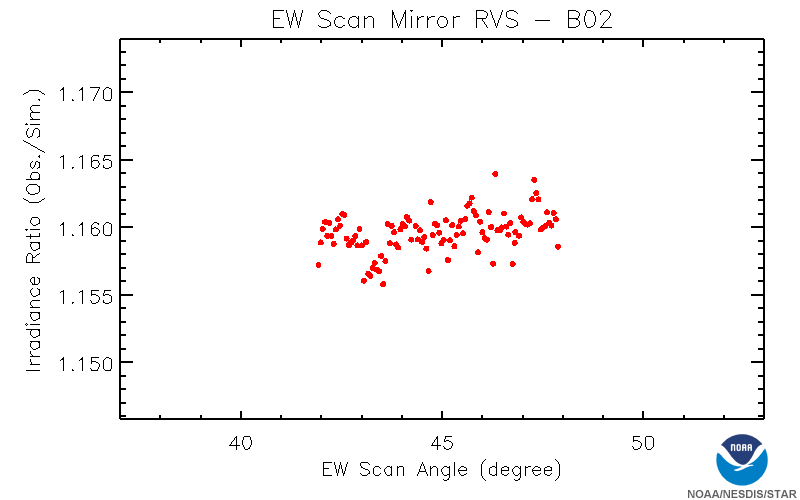 EW Scan Mirror RVS - B02
Irradiance Ratio (Obs./Sim.)
1.170
1.165
1.160
1.155
1.150
40 45 50
EW Scan Angle (degree)
NOAA
NOAA/NESDIS/STAR